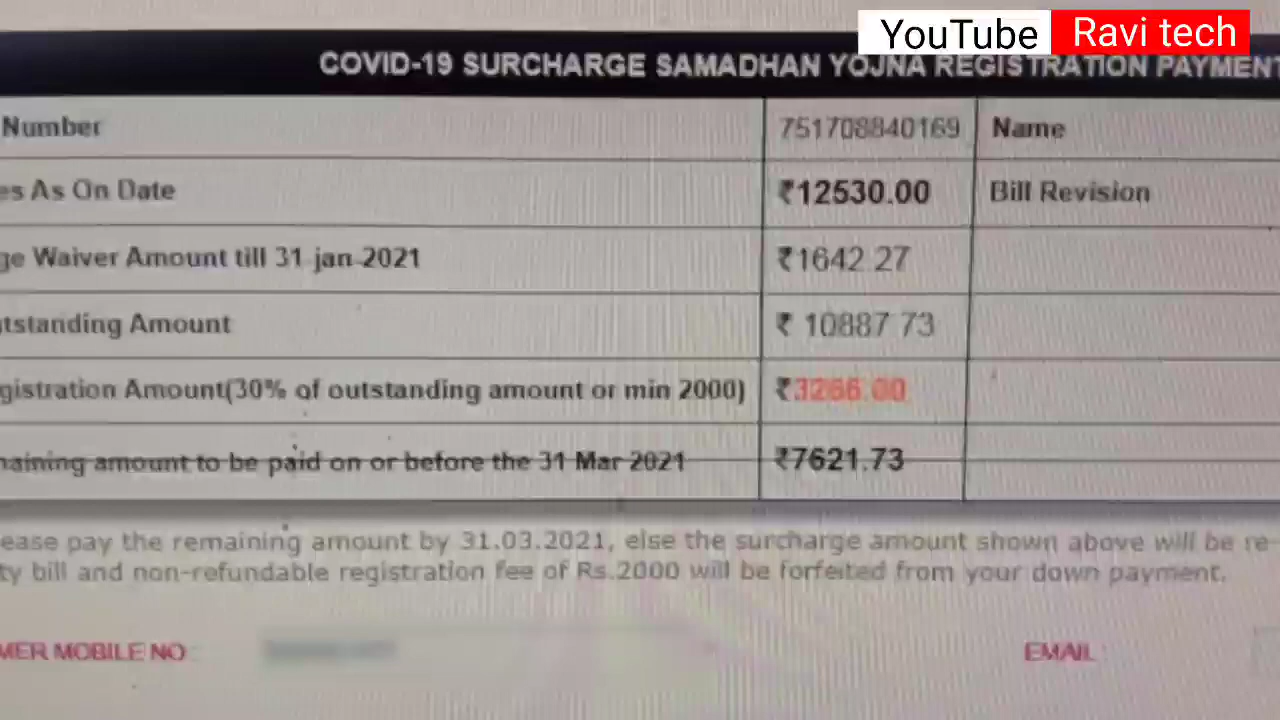 YouTube Ravi tech
COVID-19 SURCHARGE SAMADHAN YOJNA REGISTRATION PAYMENT
Number 751708840169 Name
es As On Date ₹12530.00 Bill Revision
ge Waiver Amount till 31 jan 2021 ₹1642.27
tstanding Amount ₹ 10887.73
gistration Amount(30% of outstanding amount or min 2000) ₹3266.00
naining amount to be paid on or before the 31 Mar 2021 ₹7621.73
ease pay the remaining amount by 31.03.2021, else the surcharge amount shown above will be re-
ty bill and non-refundable registration fee of Rs.2000 will be forfeited from your down payment.
MER MOBILE NO : EMAIL :